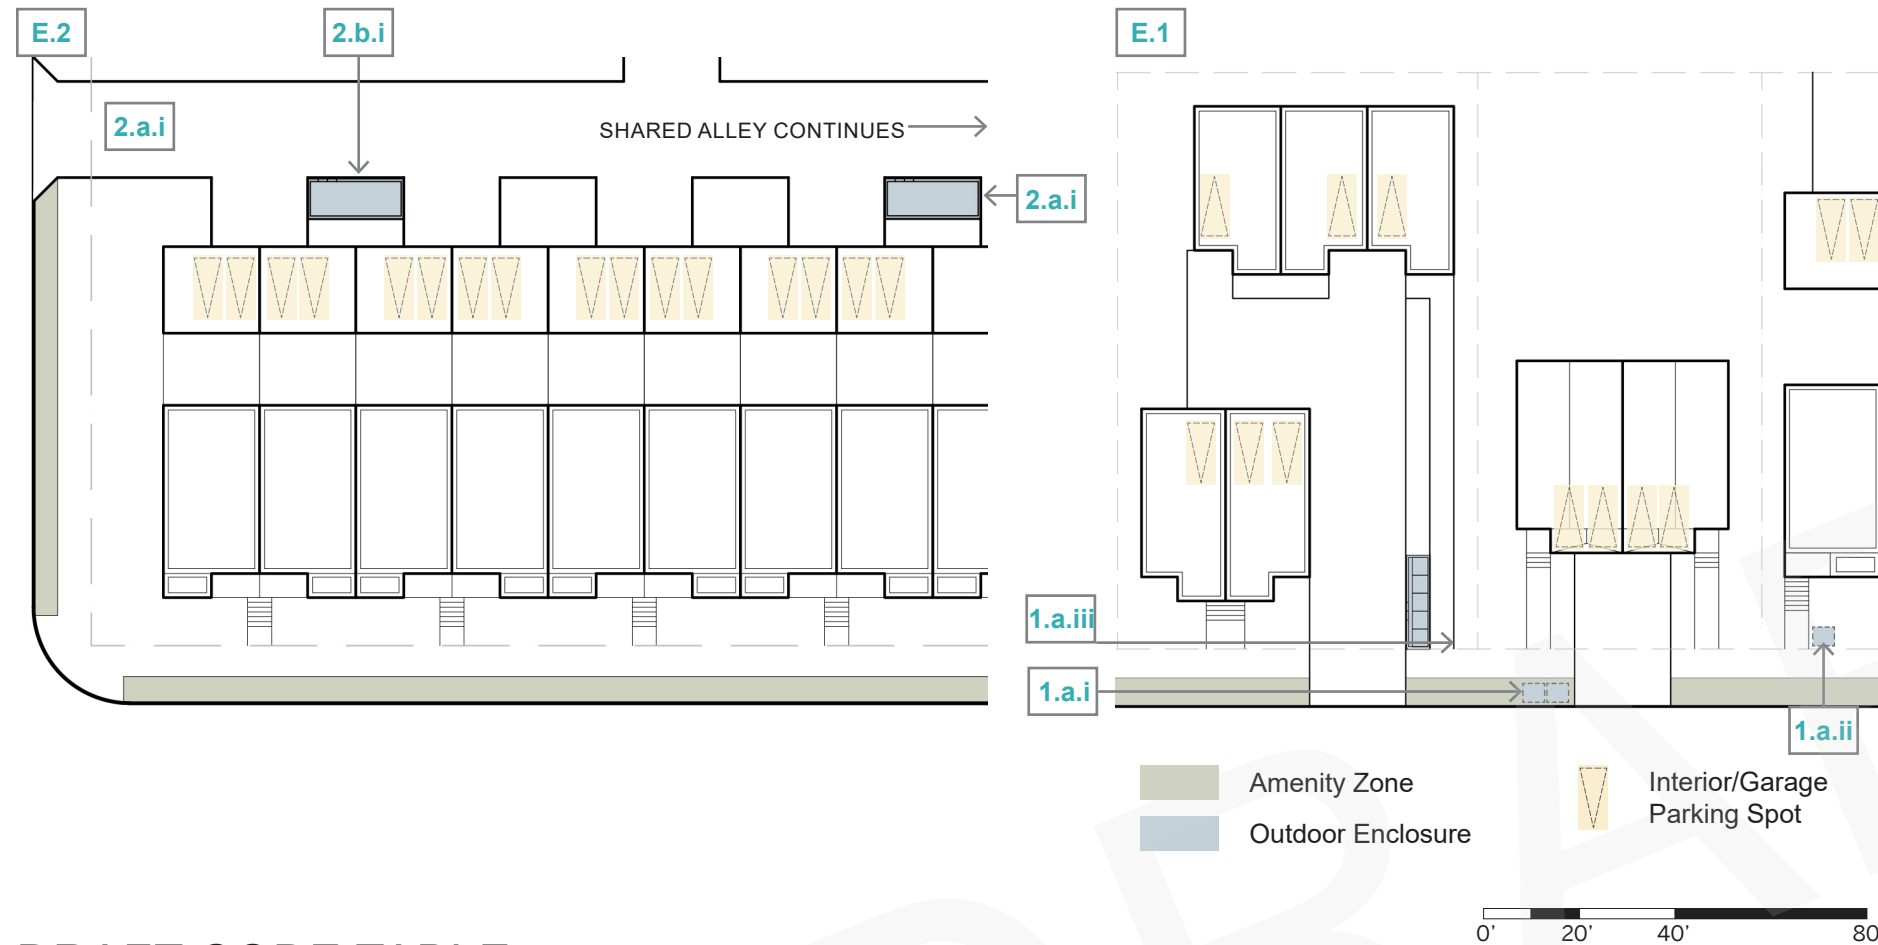 E.2
2.b.i
E.1
2.a.i
SHARED ALLEY CONTINUES
2.a.i
1.a.iii
1.a.i
1.a.ii
Amenity Zone
Outdoor Enclosure
Interior/Garage
Parking Spot
0' 20' 40' 80